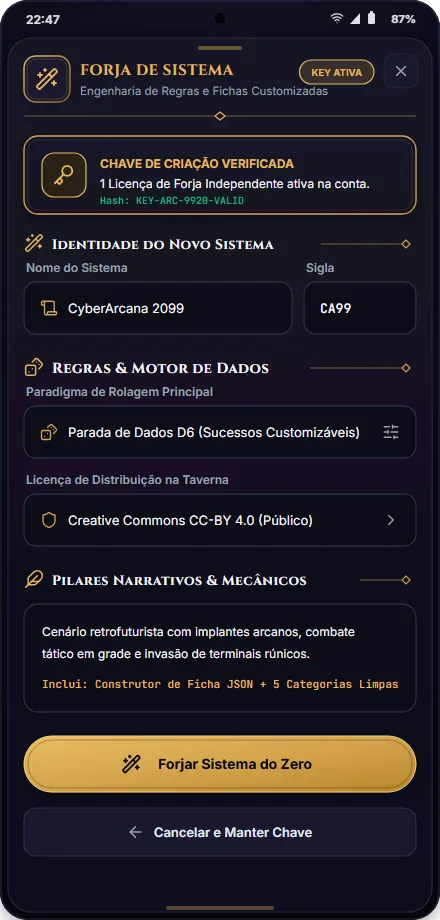 22:47
87%
FORJA DE SISTEMA
KEY ATIVA
Engenharia de Regras e Fichas Customizadas
CHAVE DE CRIAÇÃO VERIFICADA
1 Licença de Forja Independente ativa na conta.
Hash: KEY-ARC-9920-VALID
Identidade do Novo Sistema
Nome do Sistema
Sigla
CyberArcana 2099
CA99
Regras & Motor de Dados
Paradigma de Rolagem Principal
Parada de Dados D6 (Sucessos Customizáveis)
Licença de Distribuição na Taverna
Creative Commons CC-BY 4.0 (Público)
Pilares Narrativos & Mecânicos
Cenário retrofuturista com implantes arcanos, combate
tático em grade e invasão de terminais rúnicos.
Inclui: Construtor de Ficha JSON + 5 Categorias Limpas
Forjar Sistema do Zero
Cancelar e Manter Chave